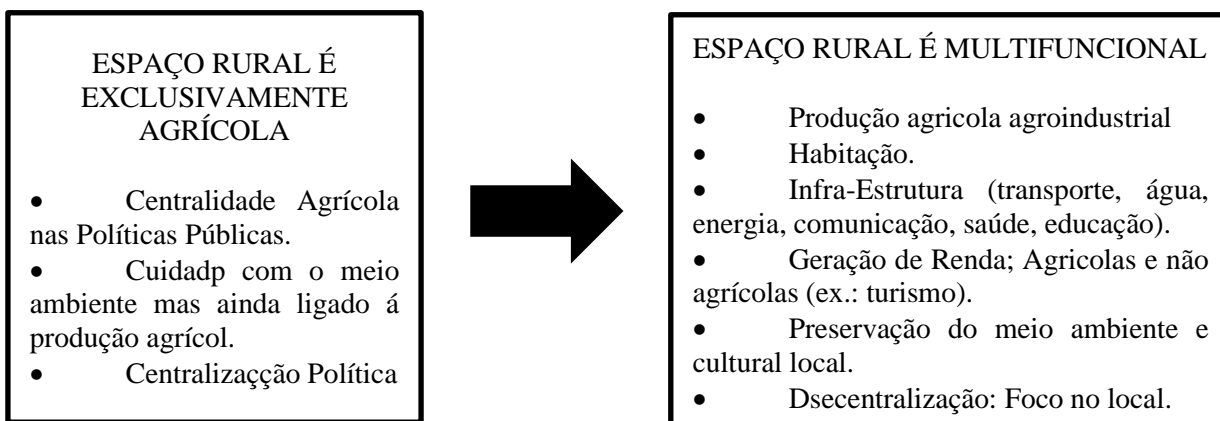 ESPAÇO RURAL É
EXCLUSIVAMENTE
AGRÍCOLA
• Centralidade Agrícola
nas Políticas Públicas.
• Cuidadp com o meio
ambiente mas ainda ligado á
produção agrícol.
• Centralizaçção Política
ESPAÇO RURAL É MULTIFUNCIONAL
• Produção agricola agroindustrial
• Habitação.
• Infra-Estrutura (transporte, água,
energia, comunicação, saúde, educação).
• Geração de Renda; Agricolas e não
agrícolas (ex.: turismo).
• Preservação do meio ambiente e
cultural local.
• Dsecentralização: Foco no local.